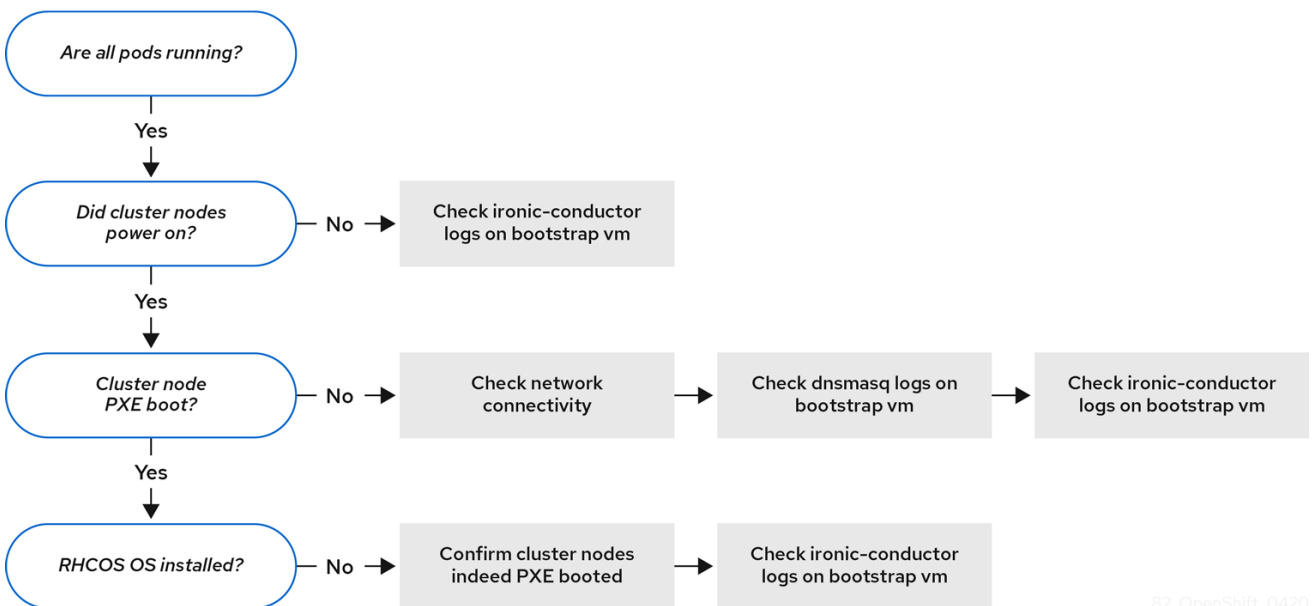 Are all pods running?
Yes
Did cluster nodes
power on?
No
Check ironic-conductor
logs on bootstrap vm
Yes
Cluster node
PXE boot?
No
Check network
connectivity
Check dnsmasq logs on
bootstrap vm
Check ironic-conductor
logs on bootstrap vm
Yes
RHCOS OS installed?
No
Confirm cluster nodes
indeed PXE booted
Check ironic-conductor
logs on bootstrap vm
82_OpenShift_0420